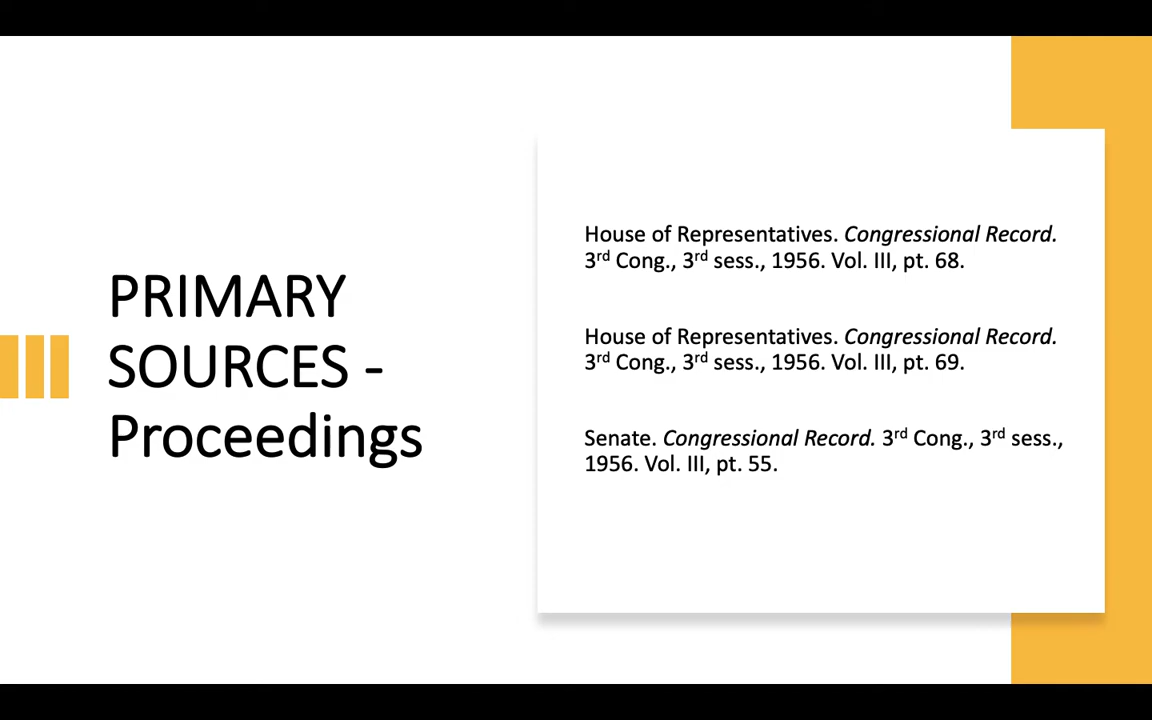 PRIMARY
SOURCES -
Proceedings
House of Representatives. Congressional Record.
3rd Cong., 3rd sess., 1956. Vol. III, pt. 68.
House of Representatives. Congressional Record.
3rd Cong., 3rd sess., 1956. Vol. III, pt. 69.
Senate. Congressional Record. 3rd Cong., 3rd sess.,
1956. Vol. III, pt. 55.